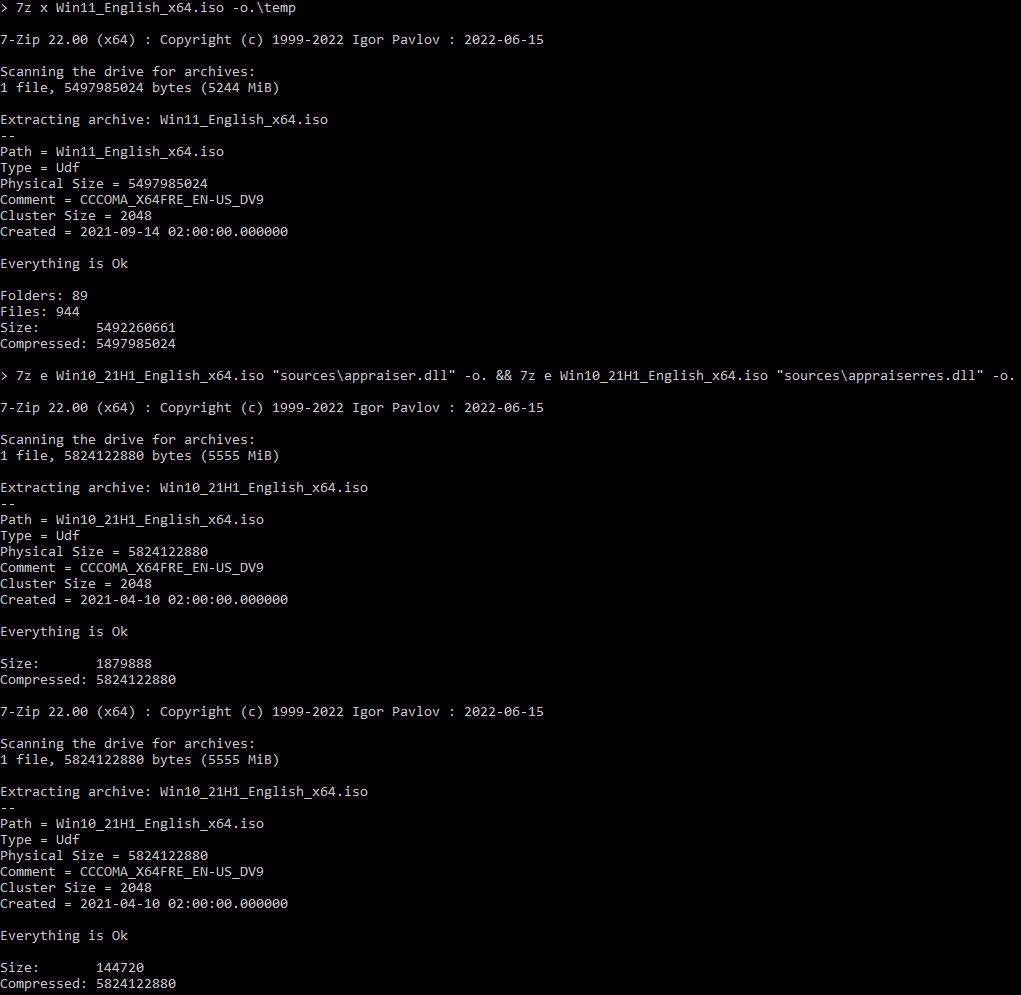 > 7z x Win11_English_x64.iso -o.\temp
7-Zip 22.00 (x64) : Copyright (c) 1999-2022 Igor Pavlov : 2022-06-15
Scanning the drive for archives:
1 file, 5497985024 bytes (5244 MiB)
Extracting archive: Win11_English_x64.iso
--
Path = Win11_English_x64.iso
Type = Udf
Physical Size = 5497985024
Comment = CCCOMA_X64FRE_EN-US_DV9
Cluster Size = 2048
Created = 2021-09-14 02:00:00.000000
Everything is Ok
Folders: 89
Files: 944
Size:       5492260661
Compressed: 5497985024
> 7z e Win10_21H1_English_x64.iso "sources\appraiser.dll" -o. && 7z e Win10_21H1_English_x64.iso "sources\appraiserres.dll" -o.
7-Zip 22.00 (x64) : Copyright (c) 1999-2022 Igor Pavlov : 2022-06-15
Scanning the drive for archives:
1 file, 5824122880 bytes (5555 MiB)
Extracting archive: Win10_21H1_English_x64.iso
--
Path = Win10_21H1_English_x64.iso
Type = Udf
Physical Size = 5824122880
Comment = CCCOMA_X64FRE_EN-US_DV9
Cluster Size = 2048
Created = 2021-04-10 02:00:00.000000
Everything is Ok
Size:       1879888
Compressed: 5824122880
7-Zip 22.00 (x64) : Copyright (c) 1999-2022 Igor Pavlov : 2022-06-15
Scanning the drive for archives:
1 file, 5824122880 bytes (5555 MiB)
Extracting archive: Win10_21H1_English_x64.iso
--
Path = Win10_21H1_English_x64.iso
Type = Udf
Physical Size = 5824122880
Comment = CCCOMA_X64FRE_EN-US_DV9
Cluster Size = 2048
Created = 2021-04-10 02:00:00.000000
Everything is Ok
Size:       144720
Compressed: 5824122880